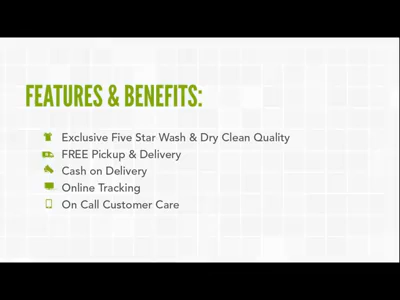 FEATURES & BENEFITS:
Exclusive Five Star Wash & Dry Clean Quality
FREE Pickup & Delivery
Cash on Delivery
Online Tracking
On Call Customer Care